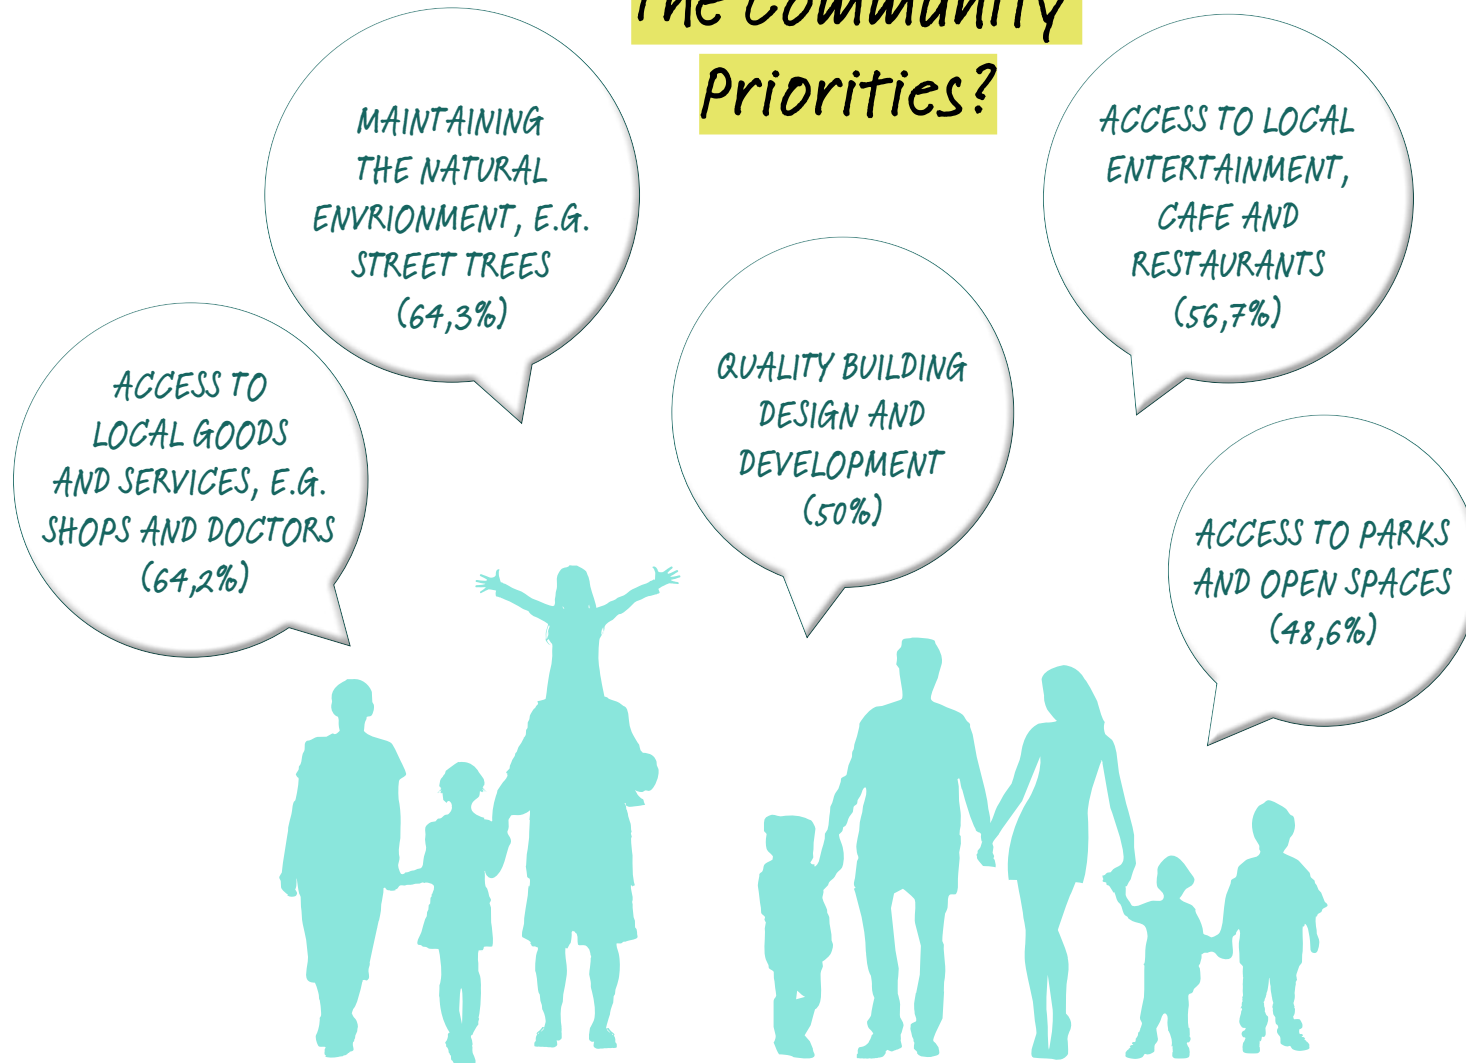 The Community
Priorities?
MAINTAINING
THE NATURAL
ENVRIONMENT, E.G.
STREET TREES
(64,3%)
ACCESS TO LOCAL
ENTERTAINMENT,
CAFE AND
RESTAURANTS
(56,7%)
ACCESS TO
LOCAL GOODS
AND SERVICES, E.G.
SHOPS AND DOCTORS
(64,2%)
QUALITY BUILDING
DESIGN AND
DEVELOPMENT
(50%)
ACCESS TO PARKS
AND OPEN SPACES
(48,6%)